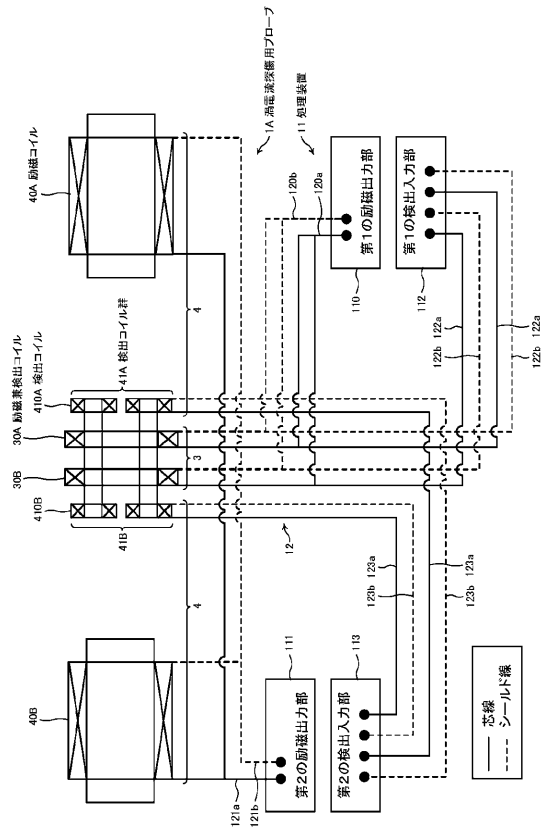 1A 渦電流探傷用プローブ
11 処理装置
40A 励磁コイル
4
120b
120a
第1の励磁出力部
110
第1の検出入力部
112
122a
122b
122a
122b
41A 検出コイル群
410A 検出コイル
30A 励磁兼検出コイル
30B
3
410B
41B
12
4
123a
123b
123a
123b
40B
111
第2の励磁出力部
113
第2の検出入力部
121a
121b
芯線
シールド線